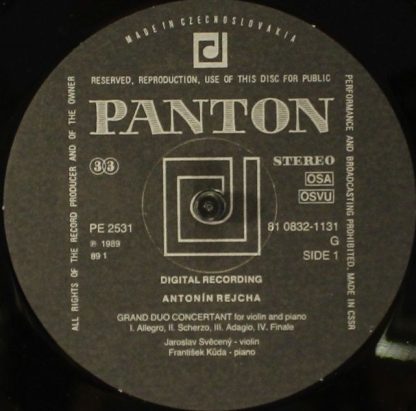 MADE IN CZECHOSLOVAKIA
RESERVED, REPRODUCTION, USE OF THIS DISC FOR PUBLIC
PERFORMANCE AND BROADCASTING PROHIBITED. MADE IN CSSR
ALL RIGHTS OF THE RECORD PRODUCER AND OF THE OWNER
PANTON
33 STEREO
OSA
OSVU
PE 2531 81 0832-1131
℗ 1989 G
89 1 SIDE 1
DIGITAL RECORDING
ANTONÍN REJCHA
GRAND DUO CONCERTANT for violin and piano
I. Allegro, II. Scherzo, III. Adagio, IV. Finale
Jaroslav Svěcený - violin
František Kůda - piano